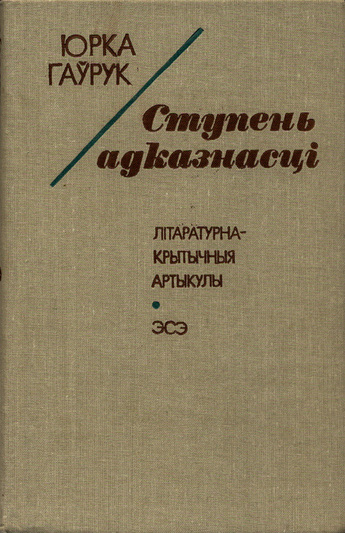 ЮРКА
ГАЎРУК
Ступень
адказнасці
ЛІТАРАТУРНА-
КРЫТЫЧНЫЯ
АРТЫКУЛЫ
•
ЭСЭ